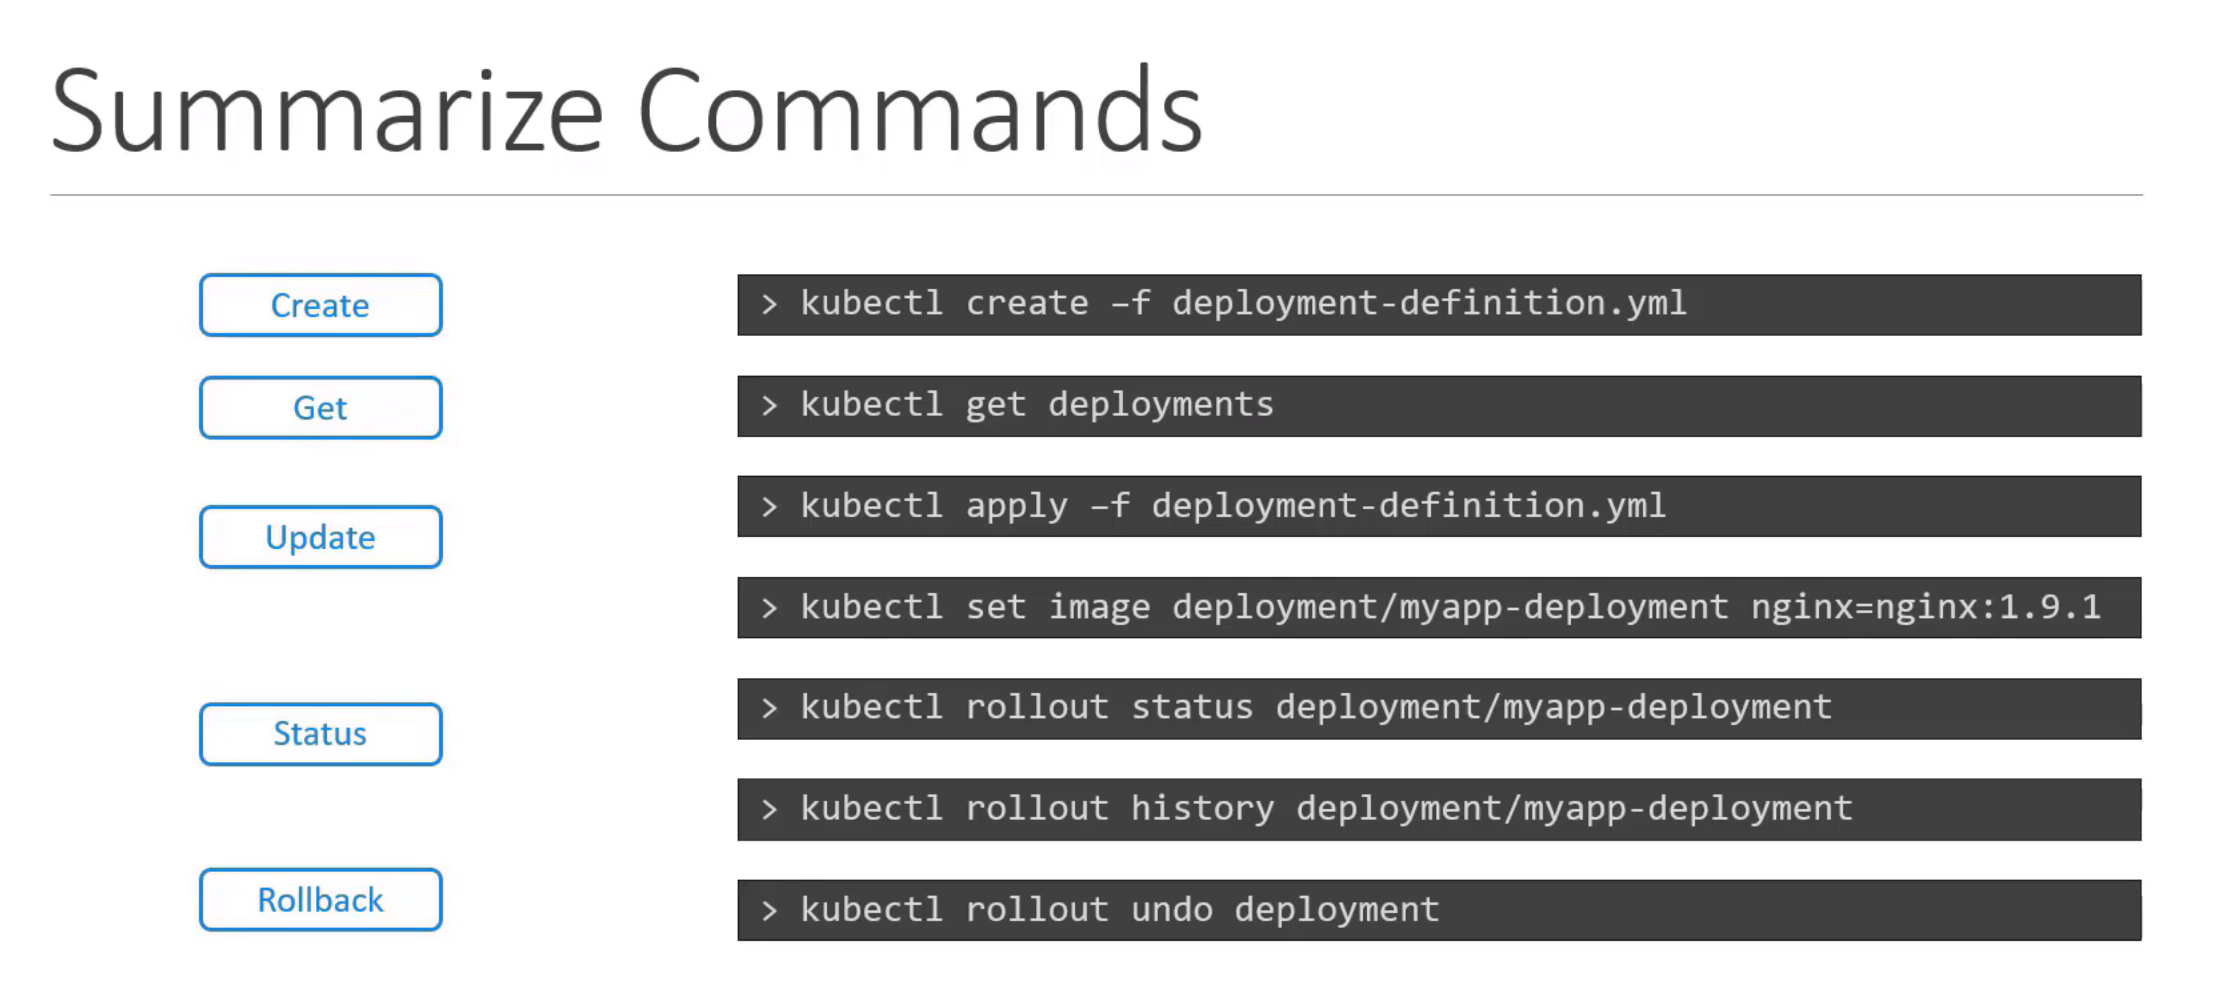 Summarize Commands
Create
> kubectl create –f deployment-definition.yml
Get
> kubectl get deployments
Update
> kubectl apply –f deployment-definition.yml
> kubectl set image deployment/myapp-deployment nginx=nginx:1.9.1
Status
> kubectl rollout status deployment/myapp-deployment
> kubectl rollout history deployment/myapp-deployment
Rollback
> kubectl rollout undo deployment